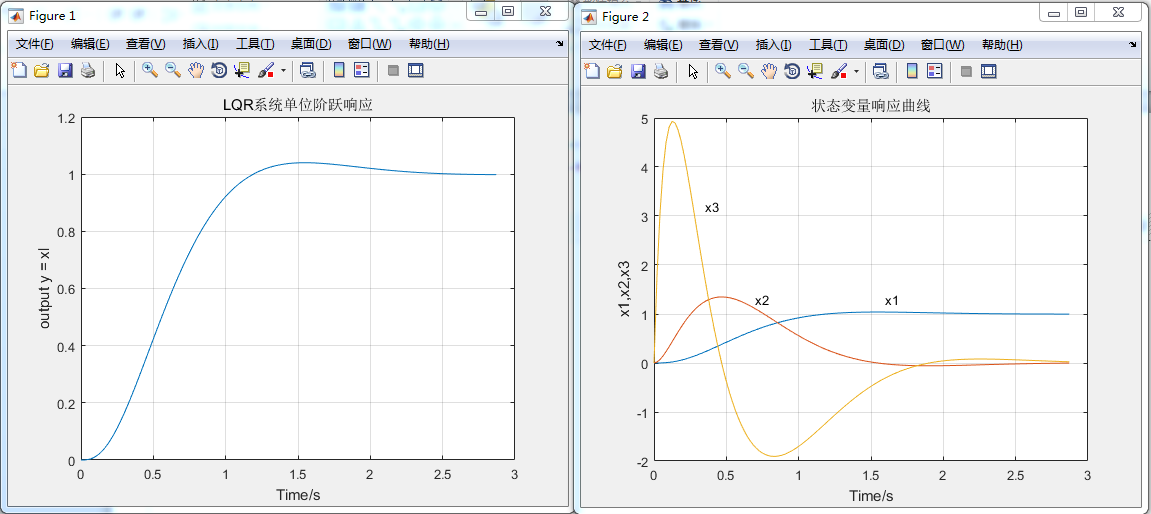 Figure 1
文件(F) 编辑(E) 查看(V) 插入(I) 工具(T) 桌面(D) 窗口(W) 帮助(H)
LQR系统单位阶跃响应
1.2
1
0.8
0.6
0.4
0.2
0
output y = xl
0 0.5 1 1.5 2 2.5 3
Time/s
Figure 2
文件(F) 编辑(E) 查看(V) 插入(I) 工具(T) 桌面(D) 窗口(W) 帮助(H)
状态变量响应曲线
5
4
3
2
1
0
-1
-2
x1,x2,x3
x3
x2
x1
0 0.5 1 1.5 2 2.5 3
Time/s